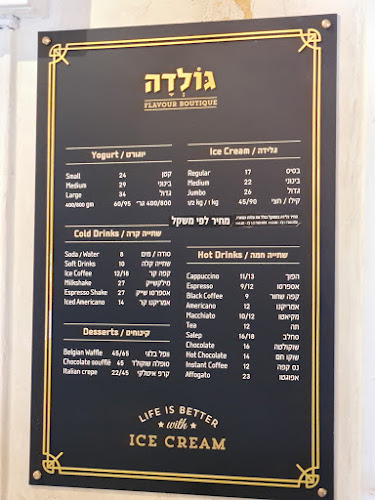 גּוֹלְדָה
FLAVOUR BOUTIQUE
Yogurt / יוגורט
Small 24 קטן
Medium 29 בינוני
Large 34 גדול
400/800 gm 60/95 400/800 גרי
Ice Cream / גלידה
Regular 17 בסיס
Medium 22 בינוני
Jumbo 26 גדול
1/2 kg / 1 kg 45/90 קילו / חצי
מחיר לפי משקל
Cold Drinks / שתייה קרה
Soda / Water 8 סודה / מים
Soft Drinks 10 שתייה קלה
Ice Coffee 12/18 קפה קר
Milkshake 27 מילקשייק
Espresso Shake 27 אספרסו שייק
Iced Americano 14 אמריקנו קר
Desserts / קינוחים
Belgian Waffle 45/65 וופל בלגי
Chocolate soufflé 45 סופלה שוקולד
Italian crepe 22/45 קרפ איטלקי
Hot Drinks / שתייה חמה
Cappuccino 11/13 הפוך
Espresso 9/12 אספרסו
Black Coffee 9 קפה שחור
Americano 12 אמריקנו
Macchiato 10/12 מקיאטו
Tea 12 תה
Salep 16/18 סחלב
Chocolate 16 שוקולטה
Hot Chocolate 14 שוקו חם
Instant Coffee 12 נס קפה
Affogato 23 אפוגטו
LIFE IS BETTER
with
ICE CREAM